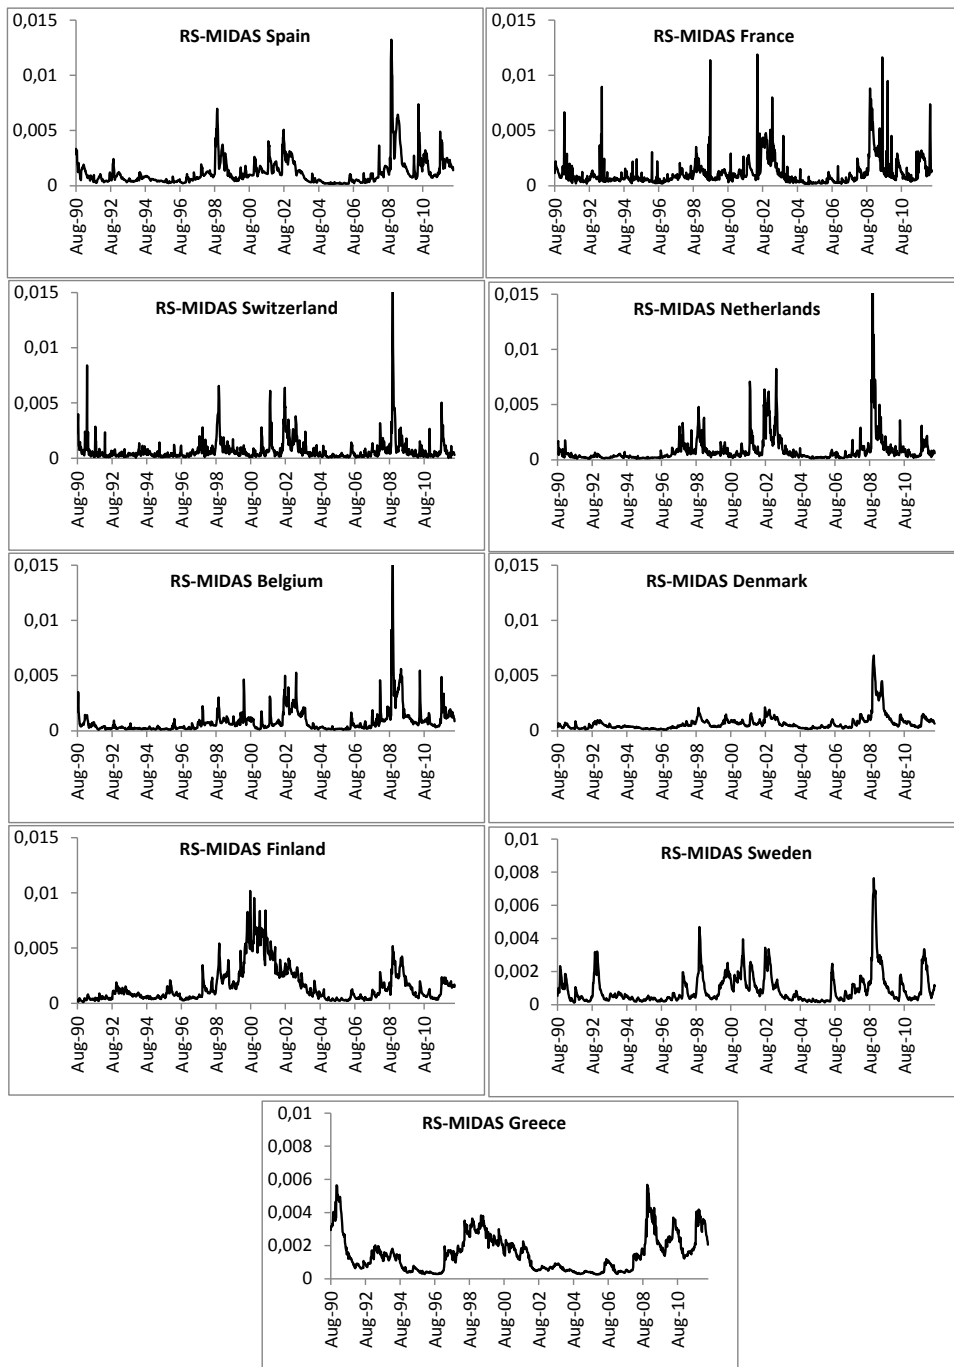 RS-MIDAS Spain
0,015
0,01
0,005
0
Aug-90
Aug-92
Aug-94
Aug-96
Aug-98
Aug-00
Aug-02
Aug-04
Aug-06
Aug-08
Aug-10
RS-MIDAS France
0,015
0,01
0,005
0
Aug-90
Aug-92
Aug-94
Aug-96
Aug-98
Aug-00
Aug-02
Aug-04
Aug-06
Aug-08
Aug-10
RS-MIDAS Switzerland
0,015
0,01
0,005
0
Aug-90
Aug-92
Aug-94
Aug-96
Aug-98
Aug-00
Aug-02
Aug-04
Aug-06
Aug-08
Aug-10
RS-MIDAS Netherlands
0,015
0,01
0,005
0
Aug-90
Aug-92
Aug-94
Aug-96
Aug-98
Aug-00
Aug-02
Aug-04
Aug-06
Aug-08
Aug-10
RS-MIDAS Belgium
0,015
0,01
0,005
0
Aug-90
Aug-92
Aug-94
Aug-96
Aug-98
Aug-00
Aug-02
Aug-04
Aug-06
Aug-08
Aug-10
RS-MIDAS Denmark
0,015
0,01
0,005
0
Aug-90
Aug-92
Aug-94
Aug-96
Aug-98
Aug-00
Aug-02
Aug-04
Aug-06
Aug-08
Aug-10
RS-MIDAS Finland
0,015
0,01
0,005
0
Aug-90
Aug-92
Aug-94
Aug-96
Aug-98
Aug-00
Aug-02
Aug-04
Aug-06
Aug-08
Aug-10
RS-MIDAS Sweden
0,01
0,008
0,006
0,004
0,002
0
Aug-90
Aug-92
Aug-94
Aug-96
Aug-98
Aug-00
Aug-02
Aug-04
Aug-06
Aug-08
Aug-10
RS-MIDAS Greece
0,01
0,008
0,006
0,004
0,002
0
Aug-90
Aug-92
Aug-94
Aug-96
Aug-98
Aug-00
Aug-02
Aug-04
Aug-06
Aug-08
Aug-10